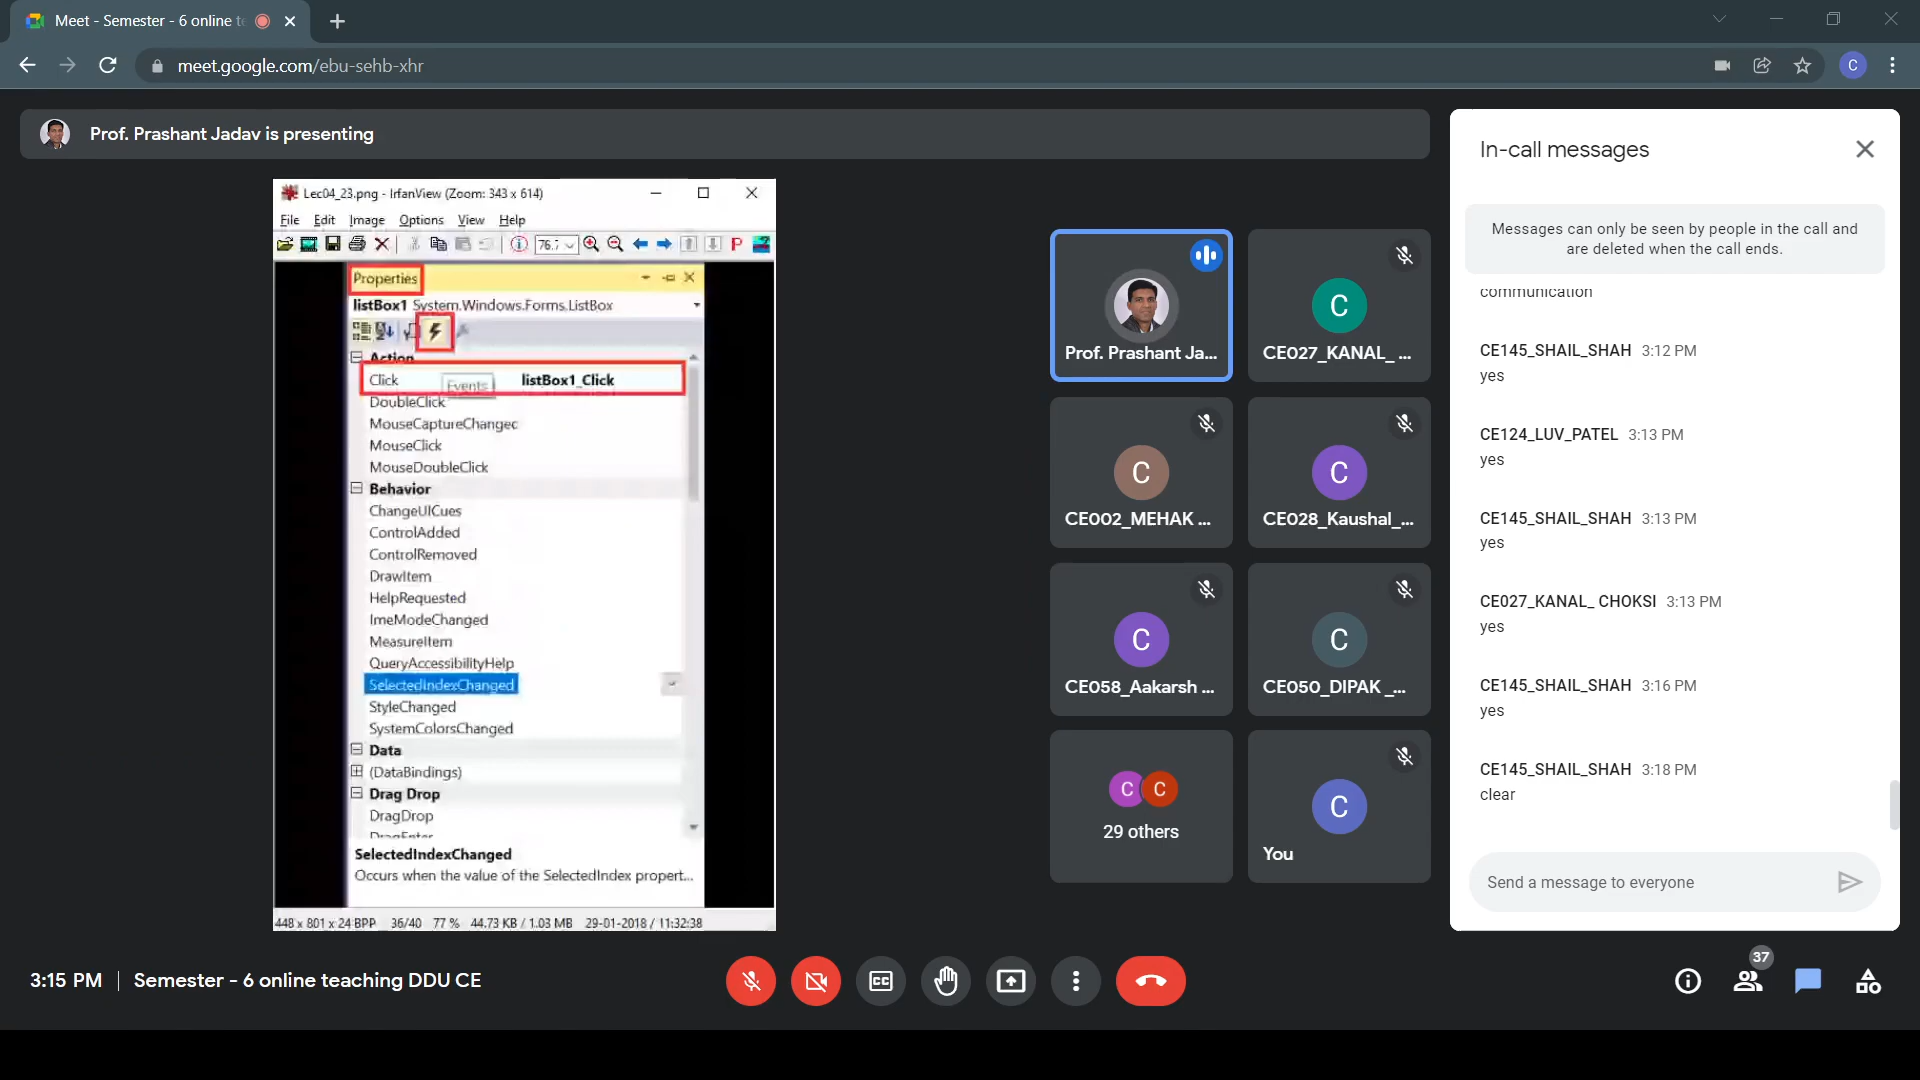 Meet - Semester - 6 online te
meet.google.com/ebu-sehb-xhr
C
Prof. Prashant Jadav is presenting
Lec04_23.png - IrfanView (Zoom: 343 x 614)
File Edit Image Options View Help
76.7
P
Properties
listBox1 System.Windows.Forms.ListBox
Action
Click listBox1_Click
Events
DoubleClick
MouseCaptureChanged
MouseClick
MouseDoubleClick
Behavior
ChangeUICues
ControlAdded
ControlRemoved
DrawItem
HelpRequested
ImeModeChanged
MeasureItem
QueryAccessibilityHelp
SelectedIndexChanged
StyleChanged
SystemColorsChanged
Data
(DataBindings)
Drag Drop
DragDrop
DragEnter
SelectedIndexChanged
Occurs when the value of the SelectedIndex propert...
448 x 801 x 24 BPP 36/40 77 % 44.73 KB / 1.03 MB 29-01-2018 / 11:32:38
Prof. Prashant Ja...
C
CE027_KANAL_ ...
C
CE002_MEHAK ...
C
CE028_Kaushal_...
C
CE058_Aakarsh ...
C
CE050_DIPAK _...
C C
29 others
C
You
In-call messages
Messages can only be seen by people in the call and
are deleted when the call ends.
communication
CE145_SHAIL_SHAH 3:12 PM
yes
CE124_LUV_PATEL 3:13 PM
yes
CE145_SHAIL_SHAH 3:13 PM
yes
CE027_KANAL_ CHOKSI 3:13 PM
yes
CE145_SHAIL_SHAH 3:16 PM
yes
CE145_SHAIL_SHAH 3:18 PM
clear
Send a message to everyone
3:15 PM | Semester - 6 online teaching DDU CE
CC
37